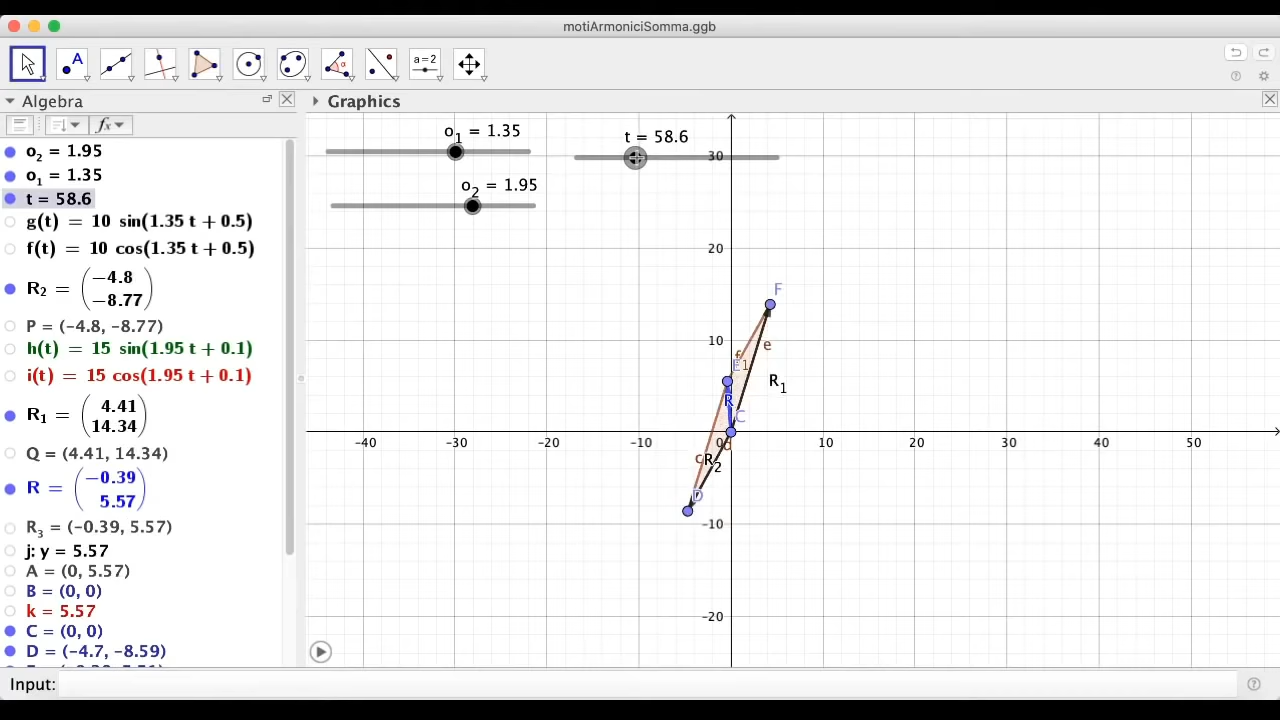 motiArmoniciSomma.ggb
A
a=2
Algebra
Graphics
fx
o2 = 1.95
o1 = 1.35
t = 58.6
g(t) = 10 sin(1.35 t + 0.5)
f(t) = 10 cos(1.35 t + 0.5)
R2 = (−4.8
−8.77)
P = (−4.8, −8.77)
h(t) = 15 sin(1.95 t + 0.1)
i(t) = 15 cos(1.95 t + 0.1)
R1 = (4.41
14.34)
Q = (4.41, 14.34)
R = (−0.39
5.57)
R3 = (−0.39, 5.57)
j: y = 5.57
A = (0, 5.57)
B = (0, 0)
k = 5.57
C = (0, 0)
D = (−4.7, −8.59)
o1 = 1.35
t = 58.6
o2 = 1.95
30
20
10
−40
−30
−20
−10
0
10
20
30
40
50
−10
−20
F
e
f
E
R1
R
C
c
R2
D
Input: